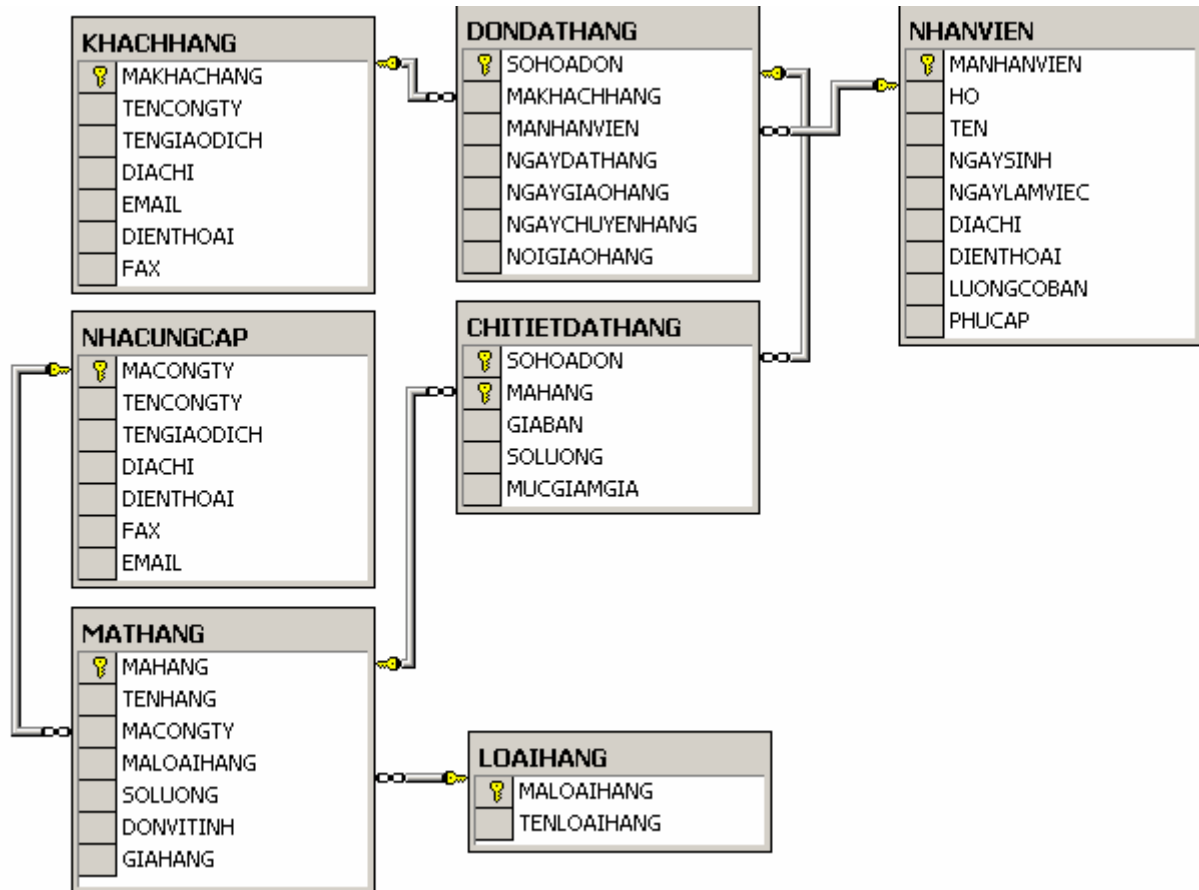 KHACHHANG
MAKHACHANG
TENCONGTY
TENGIAODICH
DIACHI
EMAIL
DIENTHOAI
FAX
DONDATHANG
SOHOADON
MAKHACHHANG
MANHANVIEN
NGAYDATHANG
NGAYGIAOHANG
NGAYCHUYENHANG
NOIGIAOHANG
NHANVIEN
MANHANVIEN
HO
TEN
NGAYSINH
NGAYLAMVIEC
DIACHI
DIENTHOAI
LUONGCOBAN
PHUCAP
NHACUNGCAP
MACONGTY
TENCONGTY
TENGIAODICH
DIACHI
DIENTHOAI
FAX
EMAIL
CHITIETDATHANG
SOHOADON
MAHANG
GIABAN
SOLUONG
MUCGIAMGIA
MATHANG
MAHANG
TENHANG
MACONGTY
MALOAIHANG
SOLUONG
DONVITINH
GIAHANG
LOAIHANG
MALOAIHANG
TENLOAIHANG